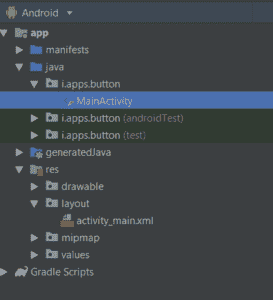 Android
app
manifests
java
i.apps.button
MainActivity
i.apps.button (androidTest)
i.apps.button (test)
generatedJava
res
drawable
layout
activity_main.xml
mipmap
values
Gradle Scripts